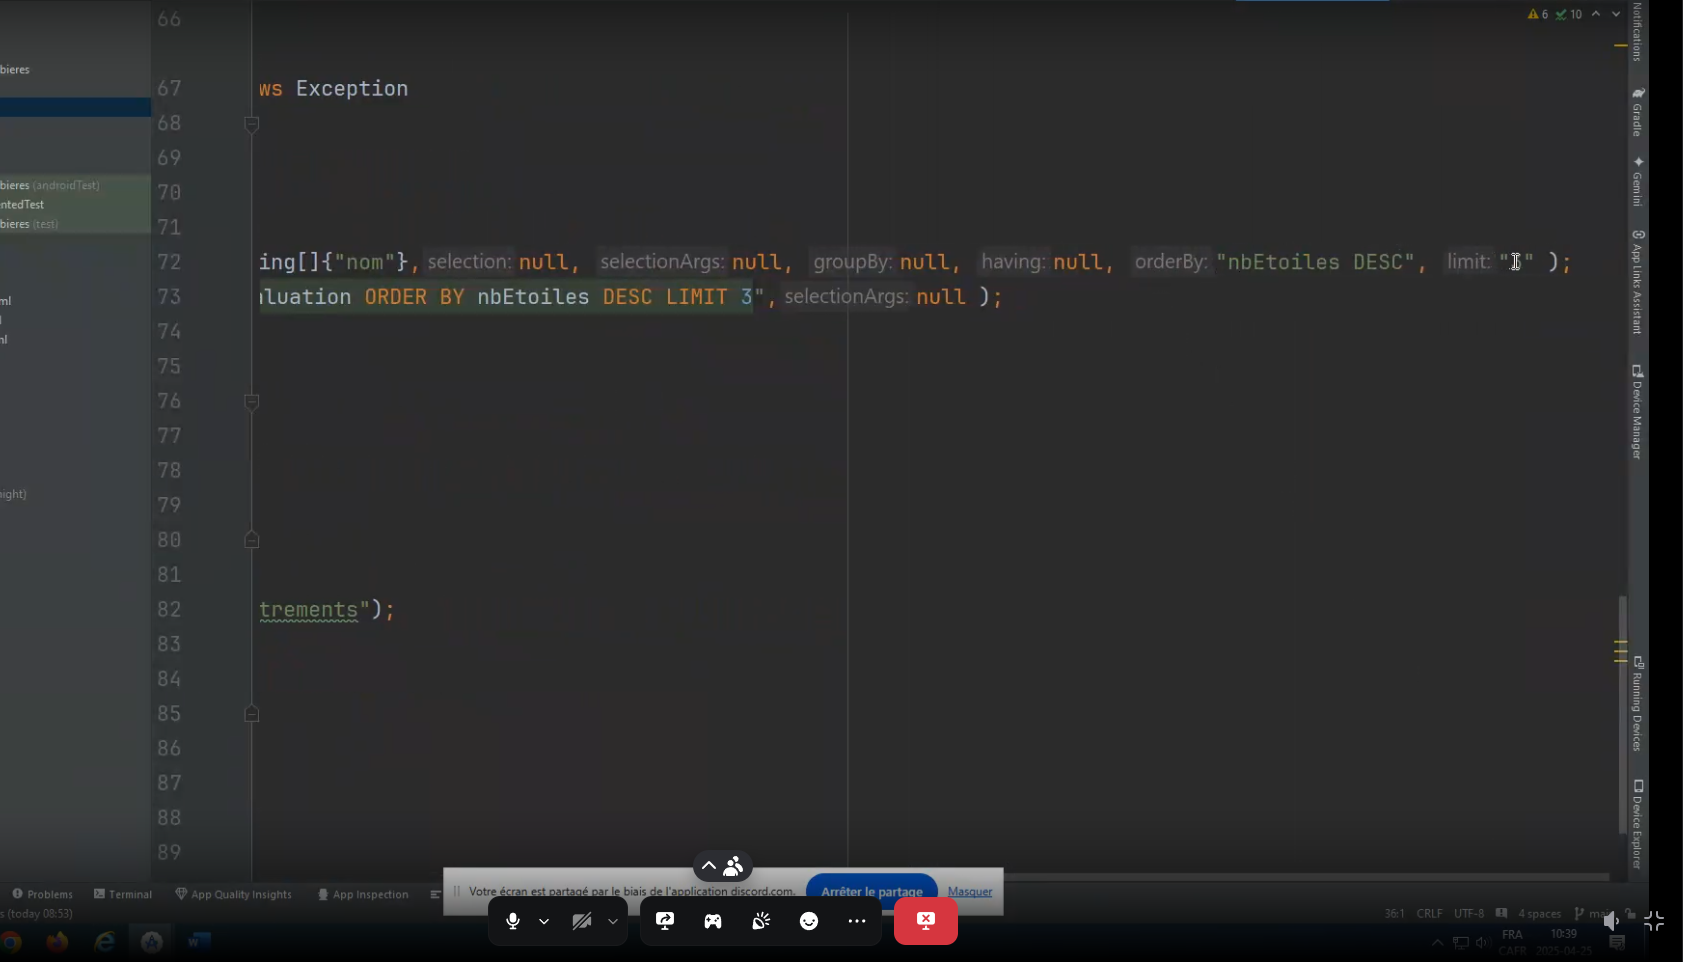 66
6 10
Notifications
bieres
67 ws Exception
Gradle
68
69
Gemini
70
bieres (androidTest)
ntedTest
bieres (test)
71
App Links Assistant
72 ing[]{"nom"}, selection: null, selectionArgs: null, groupBy: null, having: null, orderBy: "nbEtoiles DESC", limit: " " );
73 luation ORDER BY nbEtoiles DESC LIMIT 3", selectionArgs: null );
ml
l
ml
74
75
Device Manager
76
77
78
79
ight)
80
81
82 trements");
83
84
Running Devices
85
86
87
88
89
Device Explorer
Problems Terminal App Quality Insights App Inspection
Votre écran est partagé par le biais de l'application discord.com. Arrêter le partage Masquer
s (today 08:53)
36:1 CRLF UTF-8 4 spaces
FRA 10:39
CAFR 2025-04-25